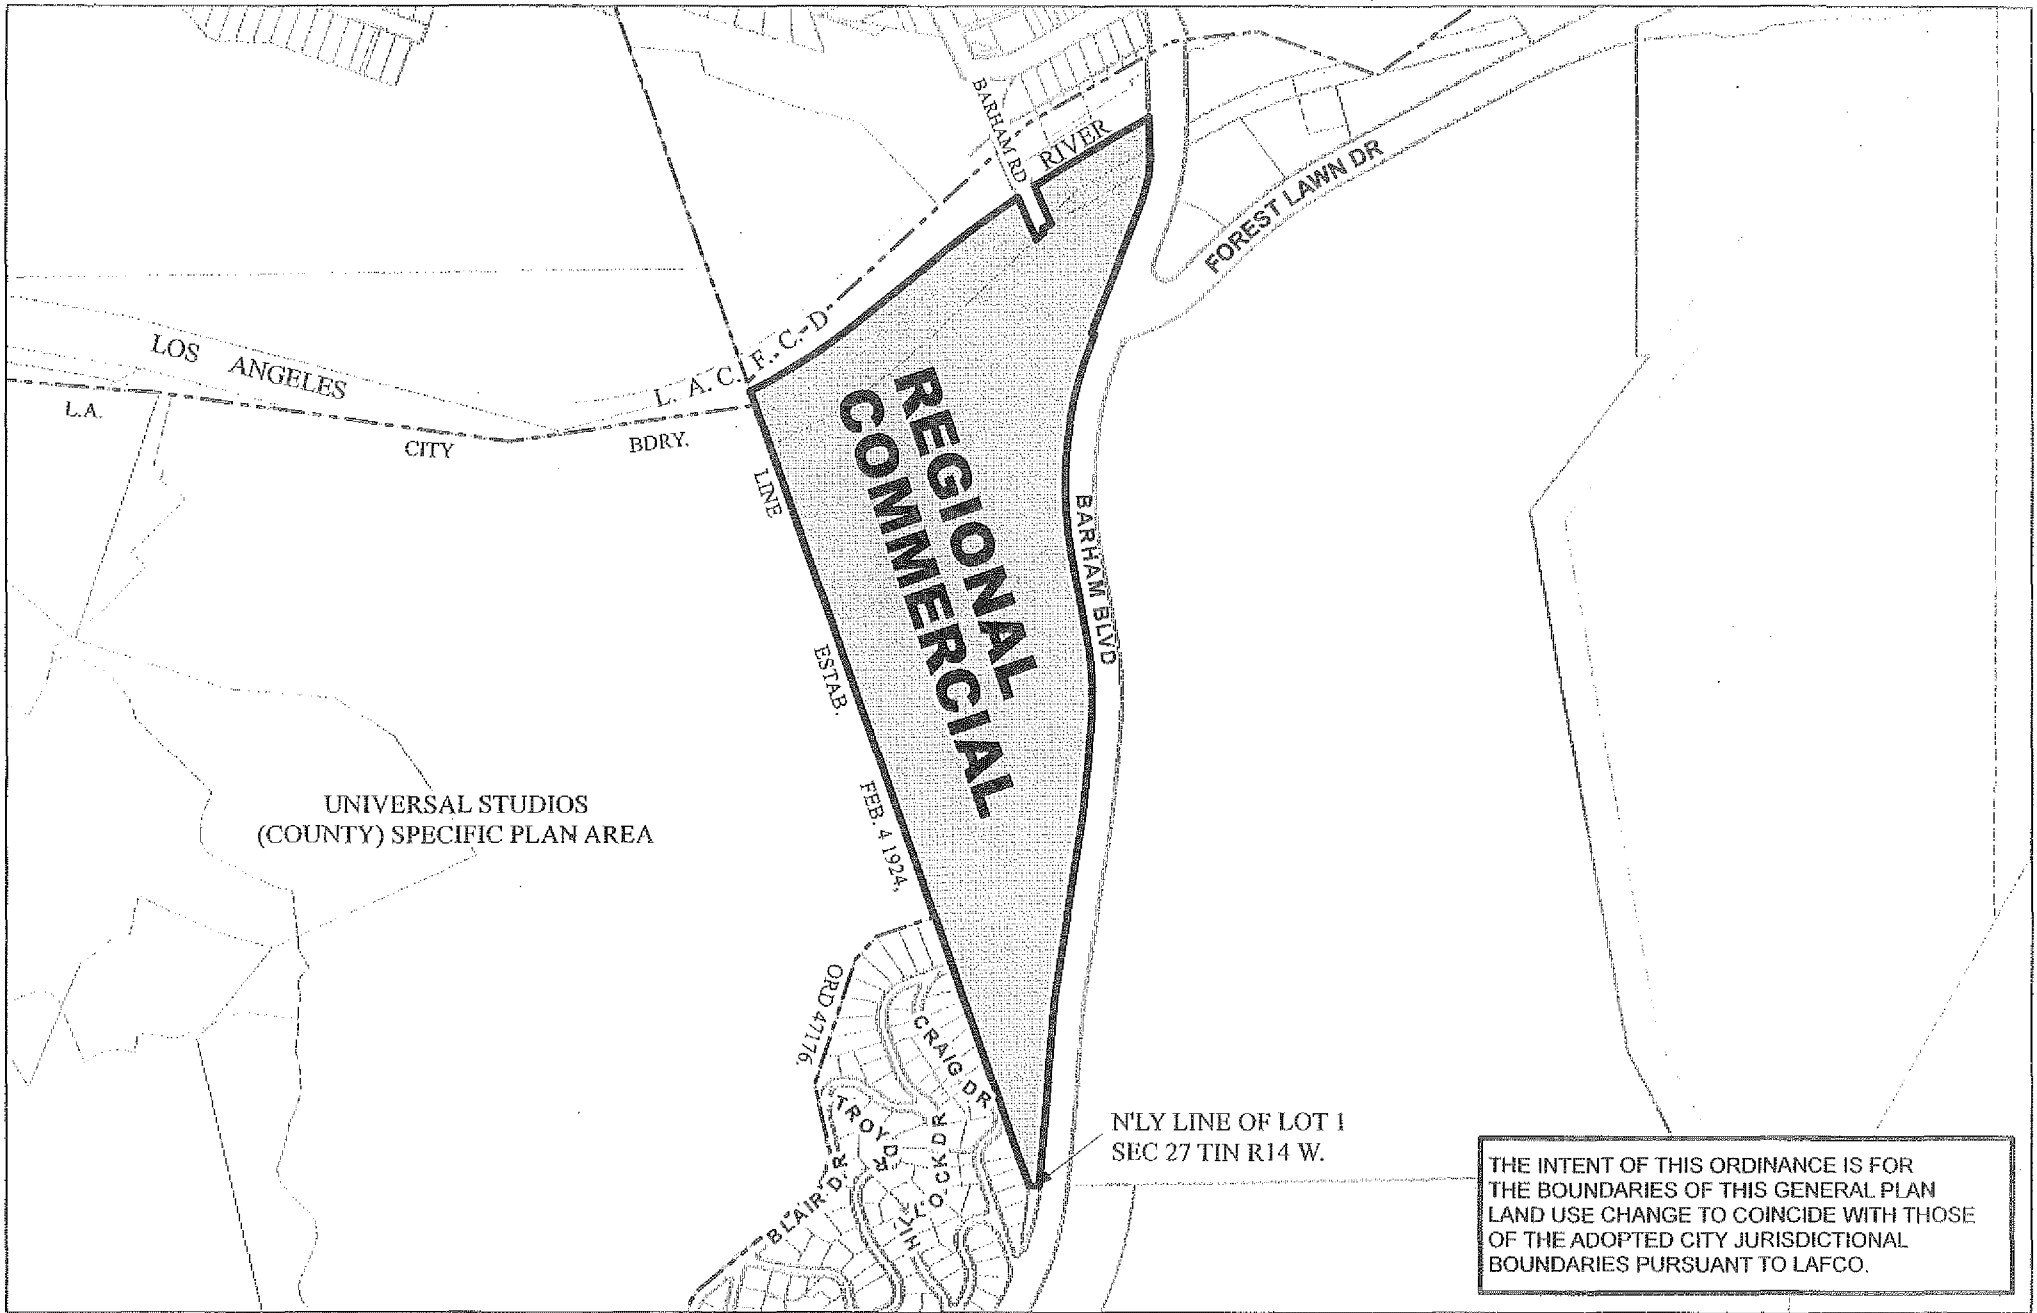 BARHAM RD
RIVER
FOREST LAWN DR
LOS ANGELES
L. A. C. F. C. D.
L.A.
CITY
BDRY.
LINE
REGIONAL
COMMERCIAL
BARHAM BLVD
ESTAB.
FEB. 4 1924,
UNIVERSAL STUDIOS
(COUNTY) SPECIFIC PLAN AREA
ORD 47176,
CRAIG DR
TROY DR
BLAIR DR
HILLOCK DR
N'LY LINE OF LOT 1
SEC 27 TIN R14 W.
THE INTENT OF THIS ORDINANCE IS FOR
THE BOUNDARIES OF THIS GENERAL PLAN
LAND USE CHANGE TO COINCIDE WITH THOSE
OF THE ADOPTED CITY JURISDICTIONAL
BOUNDARIES PURSUANT TO LAFCO.